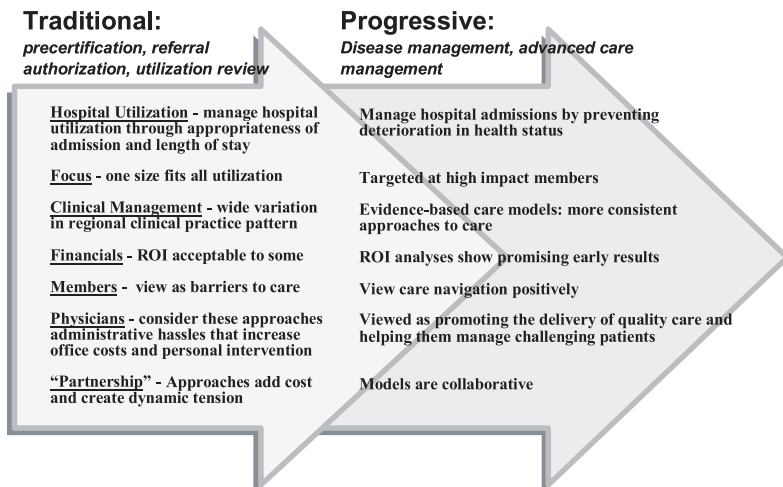 Traditional:
precertification, referral
authorization, utilization review
Hospital Utilization - manage hospital
utilization through appropriateness of
admission and length of stay
Focus - one size fits all utilization
Clinical Management - wide variation
in regional clinical practice pattern
Financials - ROI acceptable to some
Members - view as barriers to care
Physicians - consider these approaches
administrative hassles that increase
office costs and personal intervention
“Partnership” - Approaches add cost
and create dynamic tension
Progressive:
Disease management, advanced care
management
Manage hospital admissions by preventing
deterioration in health status
Targeted at high impact members
Evidence-based care models: more consistent
approaches to care
ROI analyses show promising early results
View care navigation positively
Viewed as promoting the delivery of quality care and
helping them manage challenging patients
Models are collaborative